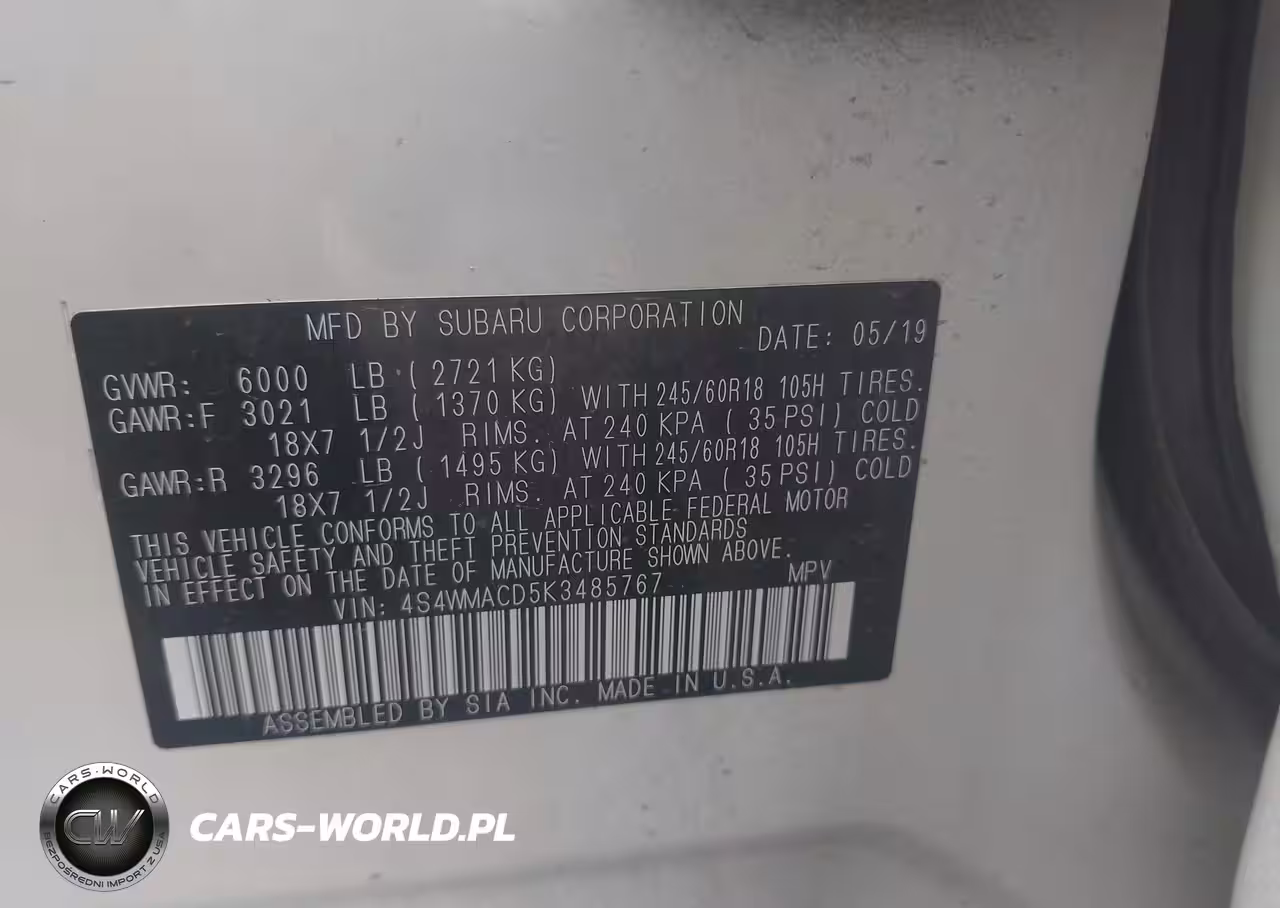 MFD BY SUBARU CORPORATION
DATE: 05/19
GVWR: 6000 LB ( 2721 KG)
GAWR:F 3021 LB ( 1370 KG) WITH 245/60R18 105H TIRES.
18X7 1/2J RIMS. AT 240 KPA ( 35 PSI) COLD
GAWR:R 3296 LB ( 1495 KG) WITH 245/60R18 105H TIRES.
18X7 1/2J RIMS. AT 240 KPA ( 35 PSI) COLD
THIS VEHICLE CONFORMS TO ALL APPLICABLE FEDERAL MOTOR
VEHICLE SAFETY AND THEFT PREVENTION STANDARDS
IN EFFECT ON THE DATE OF MANUFACTURE SHOWN ABOVE.
VIN: 4S4WMACD5K3485767 MPV
ASSEMBLED BY SIA INC. MADE IN U.S.A.
CARS-WORLD
CW
BEZPOŚREDNI IMPORT Z USA
CARS-WORLD.PL